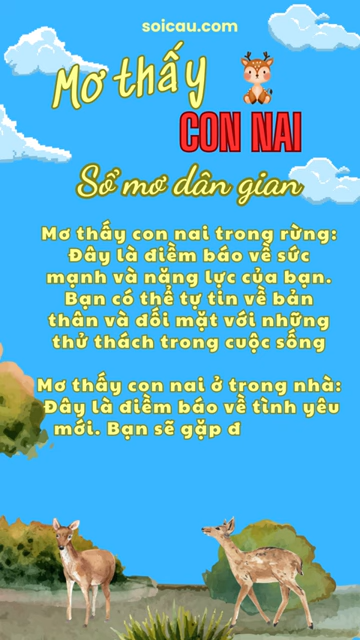 soicau.com
Mơ thấy
CON NAI
Sổ mơ dân gian
Mơ thấy con nai trong rừng:
Đây là điềm báo về sức
mạnh và năng lực của bạn.
Bạn có thể tự tin về bản
thân và đối mặt với những
thử thách trong cuộc sống
Mơ thấy con nai ở trong nhà:
Đây là điềm báo về tình yêu
mới. Bạn sẽ gặp đ